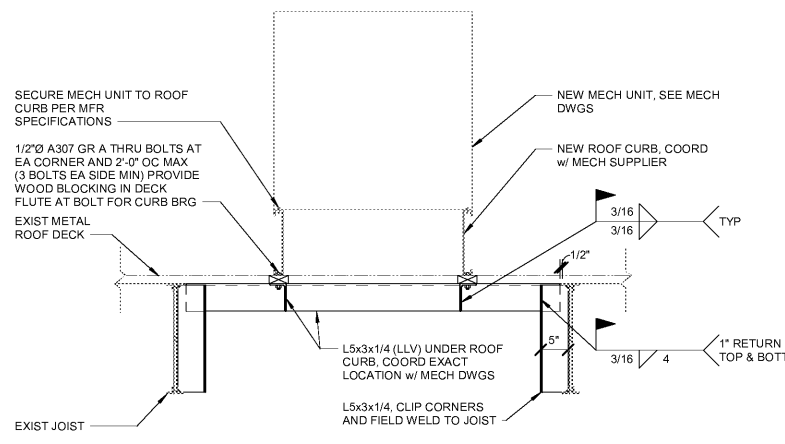 SECURE MECH UNIT TO ROOF
CURB PER MFR
SPECIFICATIONS
1/2"Ø A307 GR A THRU BOLTS AT
EA CORNER AND 2'-0" OC MAX
(3 BOLTS EA SIDE MIN) PROVIDE
WOOD BLOCKING IN DECK
FLUTE AT BOLT FOR CURB BRG
EXIST METAL
ROOF DECK
EXIST JOIST
NEW MECH UNIT, SEE MECH
DWGS
NEW ROOF CURB, COORD
w/ MECH SUPPLIER
3/16
3/16
TYP
1/2"
5"
1" RETURN
TOP & BOTT
3/16
4
L5x3x1/4 (LLV) UNDER ROOF
CURB, COORD EXACT
LOCATION w/ MECH DWGS
L5x3x1/4, CLIP CORNERS
AND FIELD WELD TO JOIST